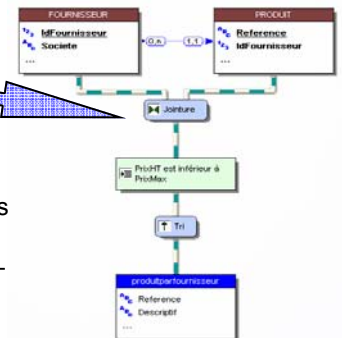 FOURNISSEUR
IdFournisseur
Societe
...
0,n
1,1
PRODUIT
Reference
IdFournisseur
...
Jointure
PrixHT est inférieur à
PrixMax
s
Tri
produitparfournisseur
Reference
Descriptif
...